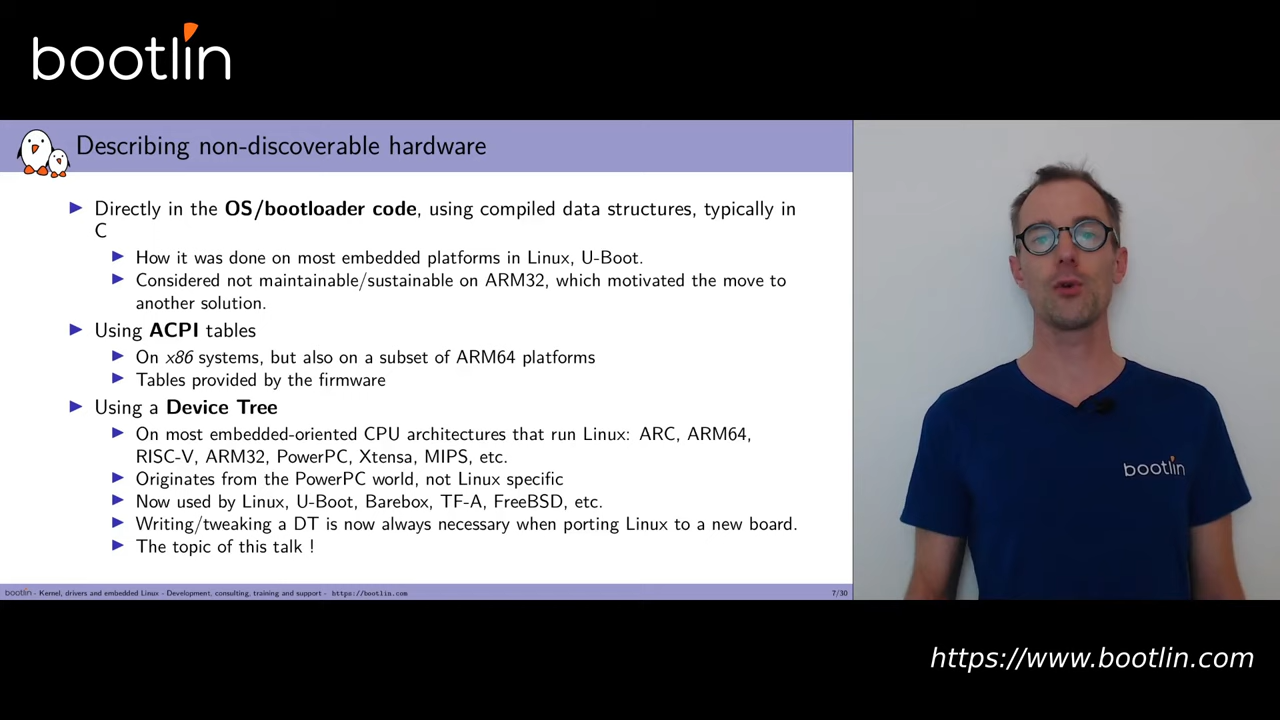 bootlin
Describing non-discoverable hardware
Directly in the OS/bootloader code, using compiled data structures, typically in
C
How it was done on most embedded platforms in Linux, U-Boot.
Considered not maintainable/sustainable on ARM32, which motivated the move to
another solution.
Using ACPI tables
On x86 systems, but also on a subset of ARM64 platforms
Tables provided by the firmware
Using a Device Tree
On most embedded-oriented CPU architectures that run Linux: ARC, ARM64,
RISC-V, ARM32, PowerPC, Xtensa, MIPS, etc.
Originates from the PowerPC world, not Linux specific
Now used by Linux, U-Boot, Barebox, TF-A, FreeBSD, etc.
Writing/tweaking a DT is now always necessary when porting Linux to a new board.
The topic of this talk !
bootlin - Kernel, drivers and embedded Linux - Development, consulting, training and support - https://bootlin.com
7/30
bootlin
https://www.bootlin.com